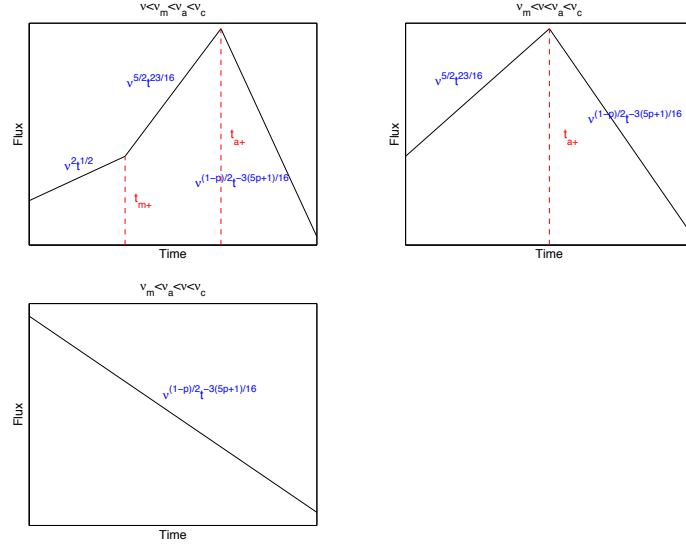 ν<ν_m<ν_a<ν_c
ν^{5/2}t^{23/16}
ν^2t^{1/2}
t_{a+}
t_{m+}
ν^{(1−p)/2}t^{−3(5p+1)/16}
Flux
Time
ν_m<ν<ν_a<ν_c
ν^{5/2}t^{23/16}
ν^{(1−p)/2}t^{−3(5p+1)/16}
t_{a+}
Flux
Time
ν_m<ν_a<ν<ν_c
ν^{(1−p)/2}t^{−3(5p+1)/16}
Flux
Time